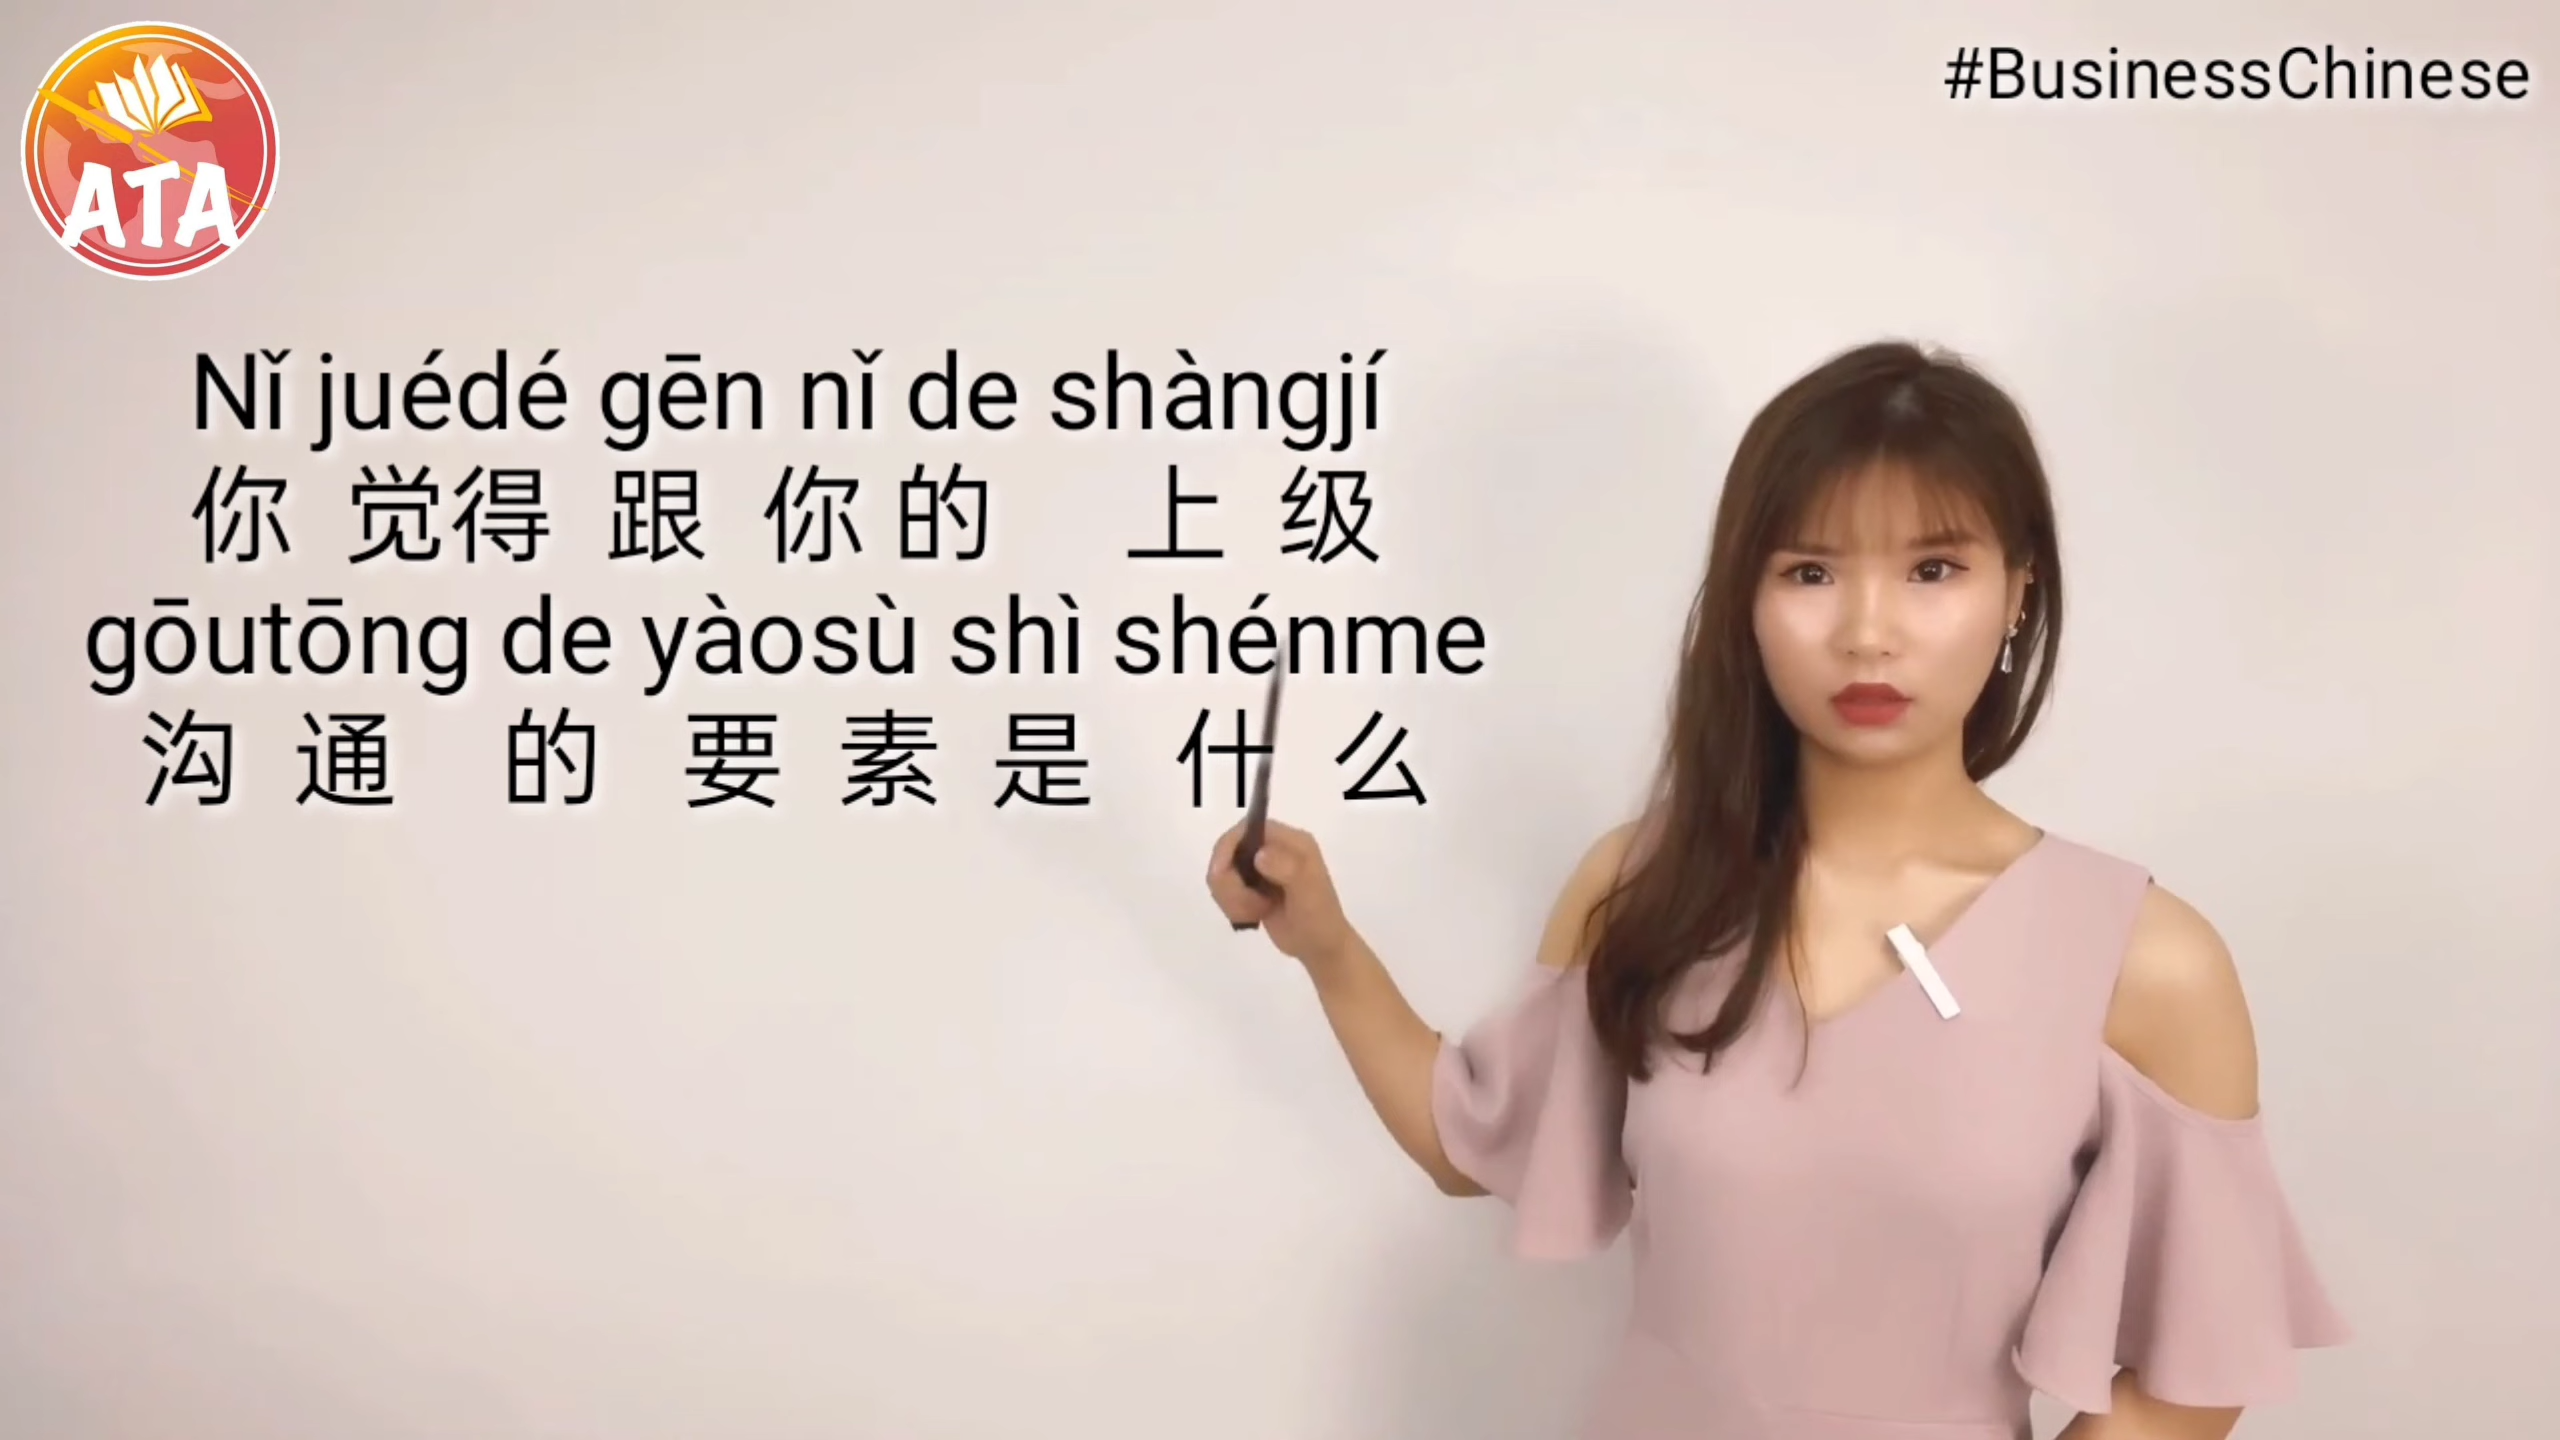 ATA
#BusinessChinese
Nǐ juédé gēn nǐ de shàngjí
你 觉得 跟 你 的 上 级
gōutōng de yàosù shì shénme
沟 通 的 要 素 是 什 么